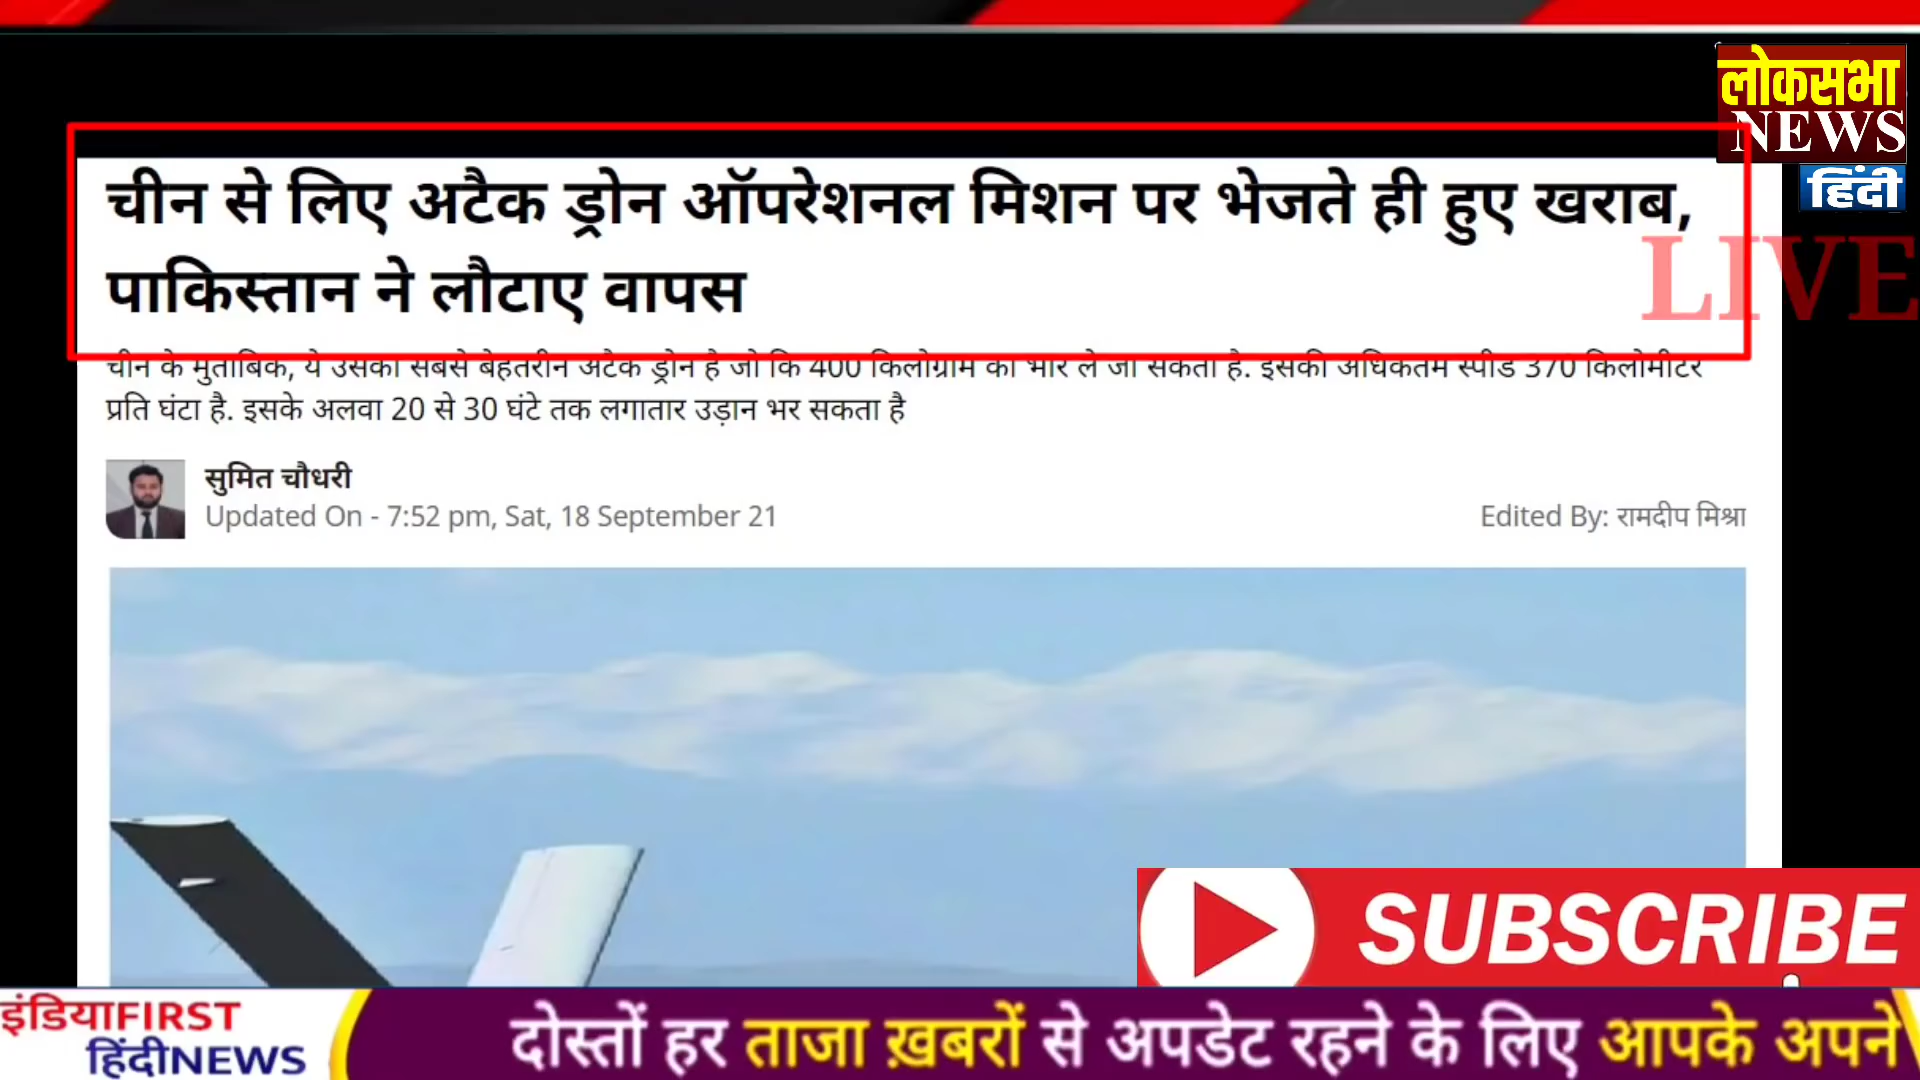 लोकसभा
NEWS
हिंदी
LIVE
चीन से लिए अटैक ड्रोन ऑपरेशनल मिशन पर भेजते ही हुए खराब,
पाकिस्तान ने लौटाए वापस
चीन के मुताबिक, ये उसका सबसे बेहतरीन अटैक ड्रोन है जो कि 400 किलोग्राम का भार ले जा सकता है. इसकी अधिकतम स्पीड 370 किलोमीटर
प्रति घंटा है. इसके अलवा 20 से 30 घंटे तक लगातार उड़ान भर सकता है
सुमित चौधरी
Updated On - 7:52 pm, Sat, 18 September 21
Edited By: रामदीप मिश्रा
SUBSCRIBE
इंडियाFIRST
हिंदीNEWS
दोस्तों हर ताजा ख़बरों से अपडेट रहने के लिए आपके अपने